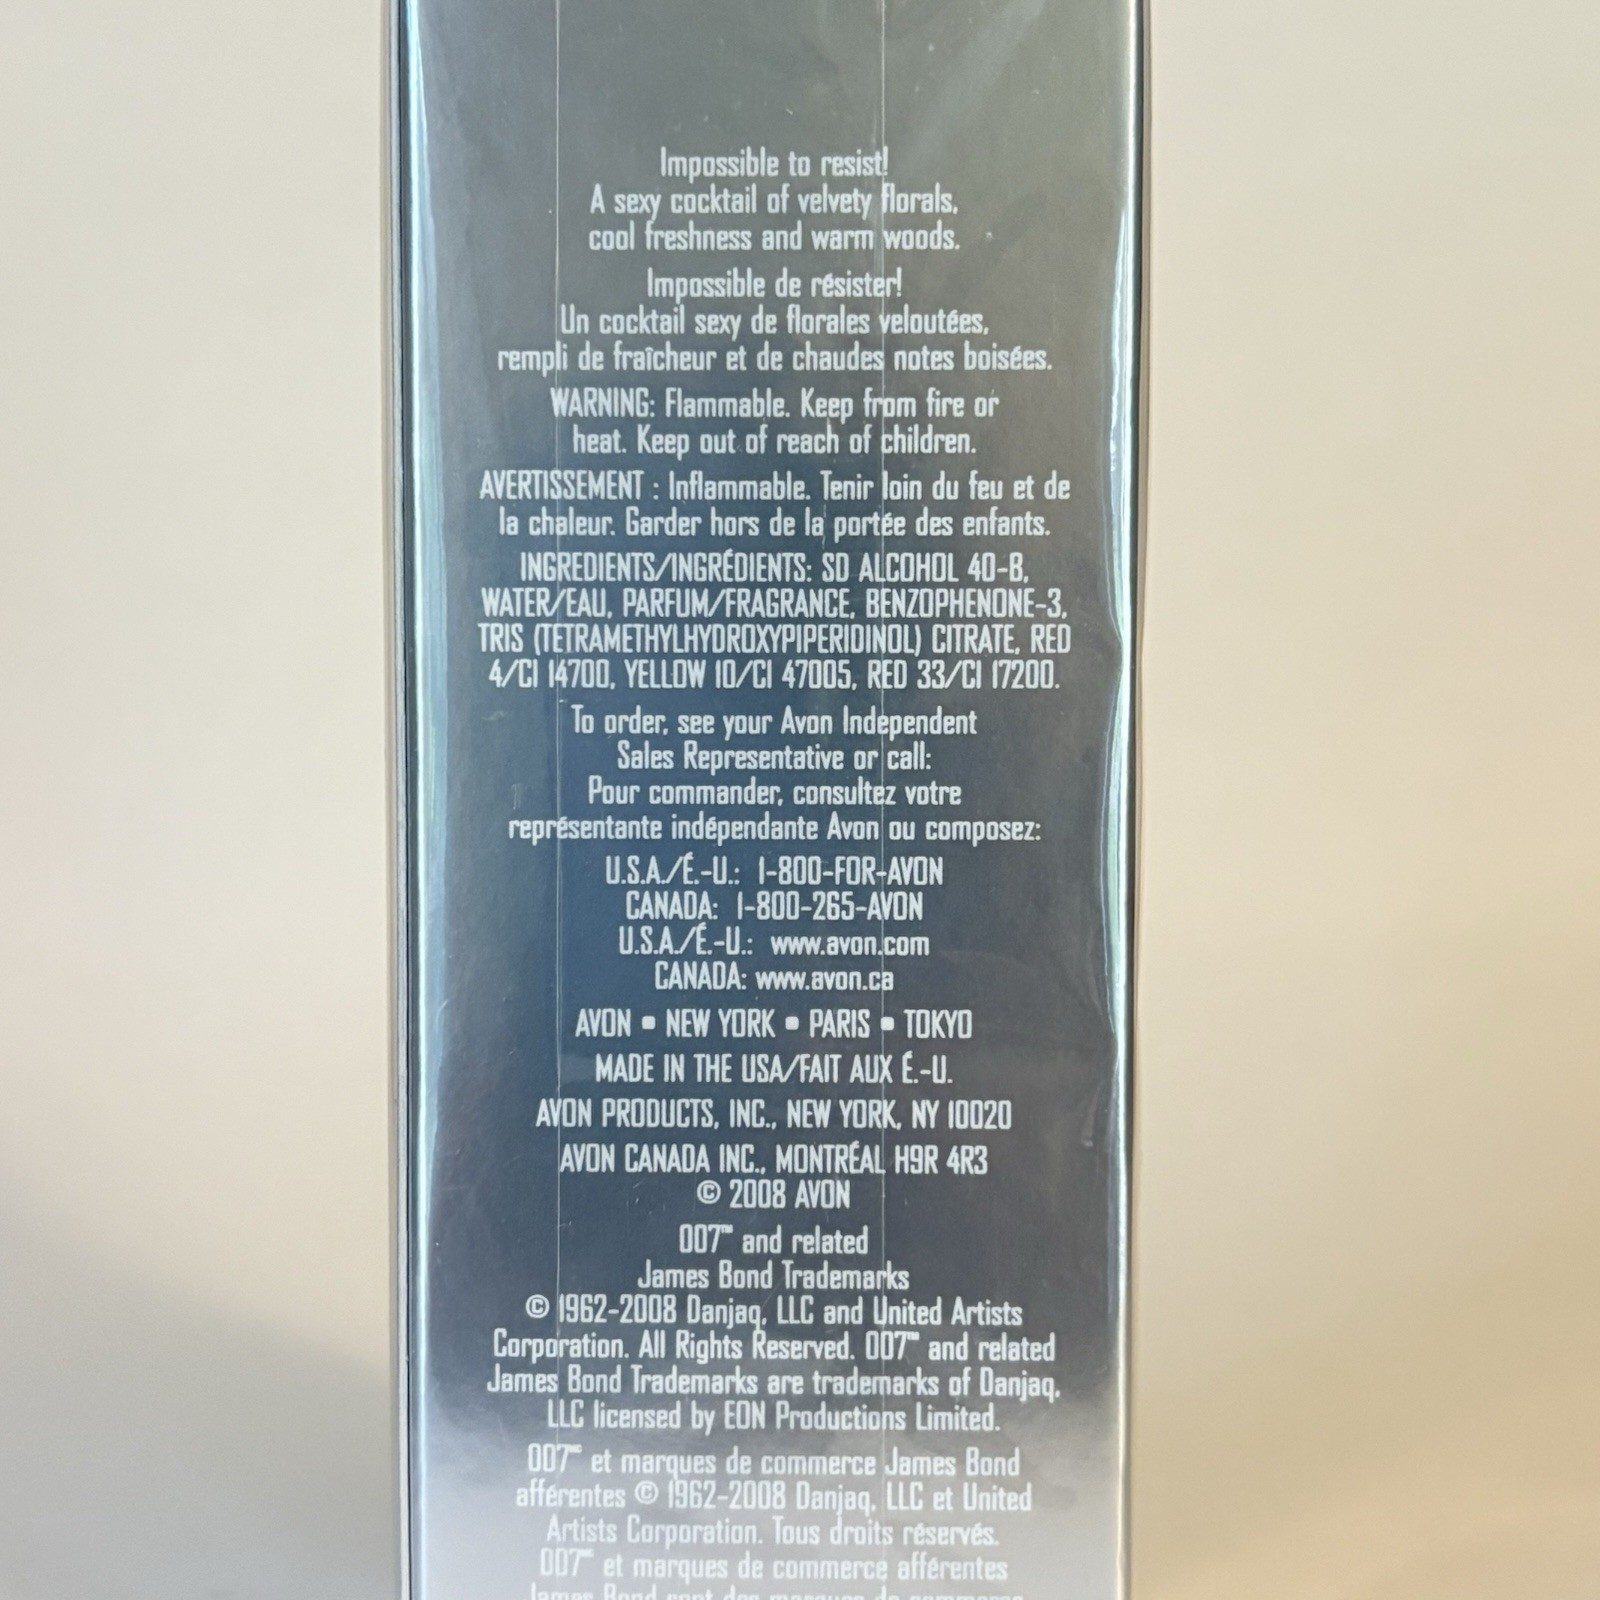 Impossible to resist!
A sexy cocktail of velvety florals,
cool freshness and warm woods.
Impossible de résister!
Un cocktail sexy de florales veloutées,
rempli de fraîcheur et de chaudes notes boisées.
WARNING: Flammable. Keep from fire or
heat. Keep out of reach of children.
AVERTISSEMENT : Inflammable. Tenir loin du feu et de
la chaleur. Garder hors de la portée des enfants.
INGREDIENTS/INGRÉDIENTS: SD ALCOHOL 40-B,
WATER/EAU, PARFUM/FRAGRANCE, BENZOPHENONE-3,
TRIS (TETRAMETHYLHYDROXYPIPERIDINOL) CITRATE, RED
4/CI 14700, YELLOW 10/CI 47005, RED 33/CI 17200.
To order, see your Avon Independent
Sales Representative or call:
Pour commander, consultez votre
représentante indépendante Avon ou composez:
U.S.A./É.-U.: 1-800-FOR-AVON
CANADA: 1-800-265-AVON
U.S.A./É.-U.: www.avon.com
CANADA: www.avon.ca
AVON • NEW YORK • PARIS • TOKYO
MADE IN THE USA/FAIT AUX É.-U.
AVON PRODUCTS, INC., NEW YORK, NY 10020
AVON CANADA INC., MONTRÉAL H9R 4R3
© 2008 AVON
007™ and related
James Bond Trademarks
© 1962-2008 Danjaq, LLC and United Artists
Corporation. All Rights Reserved. 007™ and related
James Bond Trademarks are trademarks of Danjaq,
LLC licensed by EON Productions Limited.
007™ et marques de commerce James Bond
afférentes © 1962-2008 Danjaq, LLC et United
Artists Corporation. Tous droits réservés.
007™ et marques de commerce afférentes
James Bond sont des marques de commerce